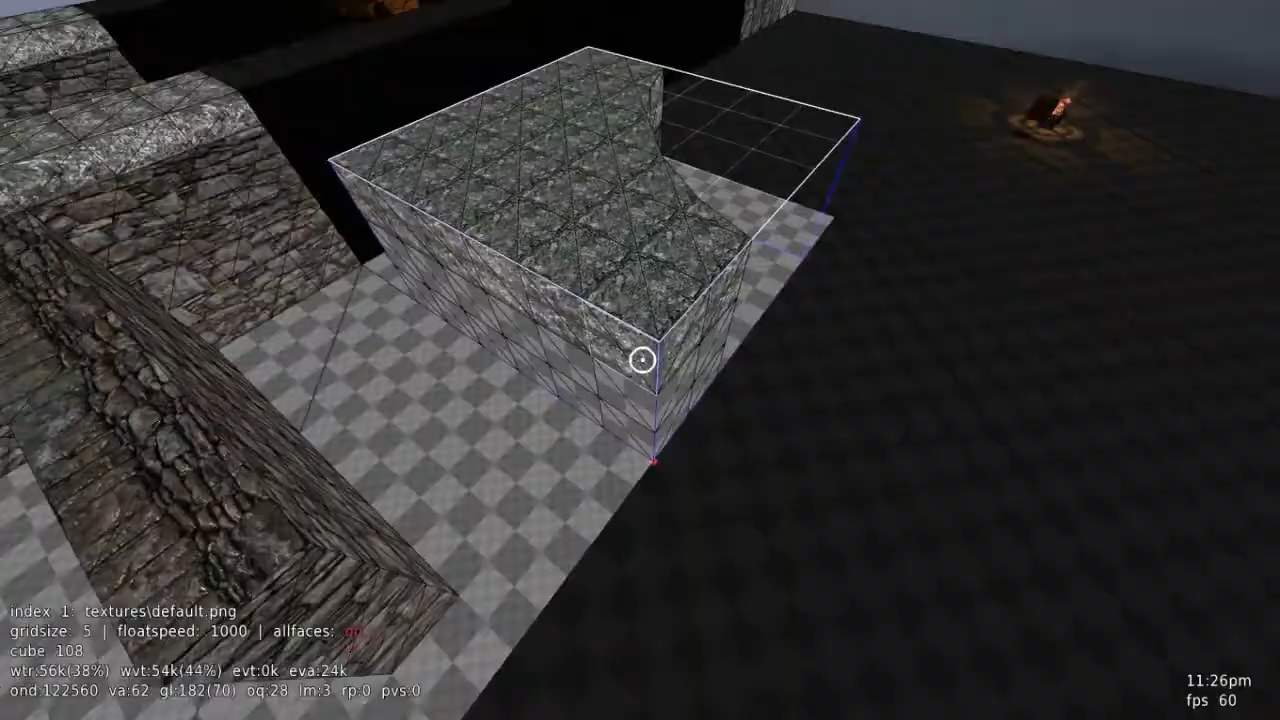 index 1: textures\default.png
gridsize: 5 | floatspeed: 1000 | allfaces:
cube 108
wtr:56k(38%) wvt:54k(44%) evt:0k eva:24k
ond:122560 va:62 gl:182(70) oq:28 lm:3 rp:0 pvs:0
11:26pm
fps 60